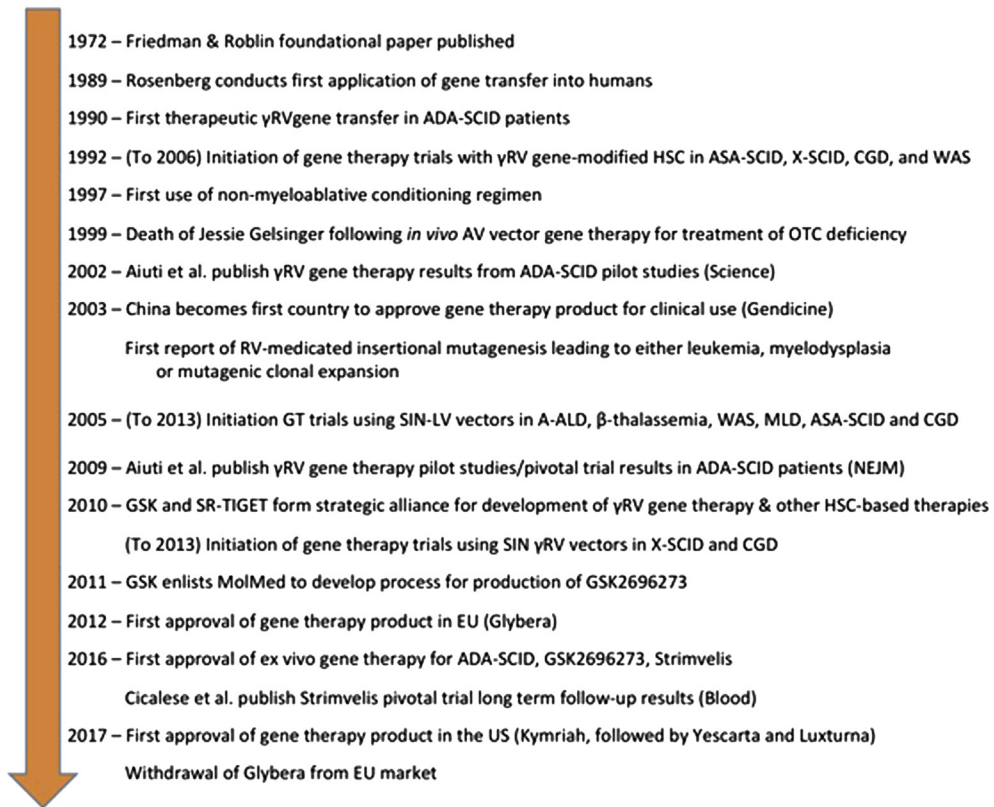 1972 – Friedman & Roblin foundational paper published
1989 – Rosenberg conducts first application of gene transfer into humans
1990 – First therapeutic γRVgene transfer in ADA-SCID patients
1992 – (To 2006) Initiation of gene therapy trials with γRV gene-modified HSC in ASA-SCID, X-SCID, CGD, and WAS
1997 – First use of non-myeloablative conditioning regimen
1999 – Death of Jessie Gelsinger following in vivo AV vector gene therapy for treatment of OTC deficiency
2002 – Aiuti et al. publish γRV gene therapy results from ADA-SCID pilot studies (Science)
2003 – China becomes first country to approve gene therapy product for clinical use (Gendicine)
First report of RV-medicated insertional mutagenesis leading to either leukemia, myelodysplasia
or mutagenic clonal expansion
2005 – (To 2013) Initiation GT trials using SIN-LV vectors in A-ALD, β-thalassemia, WAS, MLD, ASA-SCID and CGD
2009 – Aiuti et al. publish γRV gene therapy pilot studies/pivotal trial results in ADA-SCID patients (NEJM)
2010 – GSK and SR-TIGET form strategic alliance for development of γRV gene therapy & other HSC-based therapies
(To 2013) Initiation of gene therapy trials using SIN γRV vectors in X-SCID and CGD
2011 – GSK enlists MolMed to develop process for production of GSK2696273
2012 – First approval of gene therapy product in EU (Glybera)
2016 – First approval of ex vivo gene therapy for ADA-SCID, GSK2696273, Strimvelis
Cicalese et al. publish Strimvelis pivotal trial long term follow-up results (Blood)
2017 – First approval of gene therapy product in the US (Kymriah, followed by Yescarta and Luxturna)
Withdrawal of Glybera from EU market